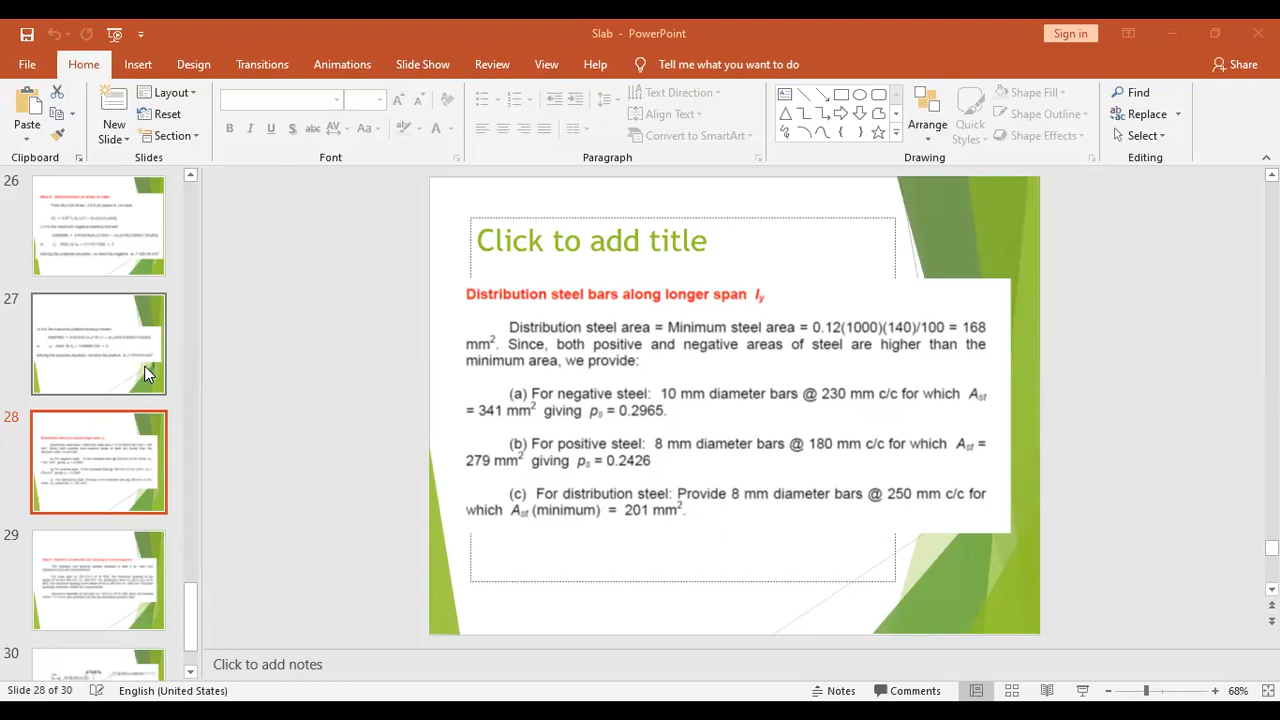 Slab - PowerPoint
Sign in
File Home Insert Design Transitions Animations Slide Show Review View Help Tell me what you want to do Share
Paste
New Slide
Layout
Reset
Section
B I U S abc AV Aa A
Text Direction
Align Text
Convert to SmartArt
Arrange
Quick Styles
Shape Fill
Shape Outline
Shape Effects
Find
Replace
Select
Clipboard Slides Font Paragraph Drawing Editing
26
27
28
29
30
Click to add title
Distribution steel bars along longer span ly
Distribution steel area = Minimum steel area = 0.12(1000)(140)/100 = 168
mm2. Since, both positive and negative areas of steel are higher than the
minimum area, we provide:
(a) For negative steel: 10 mm diameter bars @ 230 mm c/c for which Ast
= 341 mm2 giving ps = 0.2965.
(b) For positive steel: 8 mm diameter bars @ 180 mm c/c for which Ast =
279 mm2 giving ps = 0.2426
(c) For distribution steel: Provide 8 mm diameter bars @ 250 mm c/c for
which Ast (minimum) = 201 mm2.
Click to add notes
Slide 28 of 30 English (United States) Notes Comments 68%